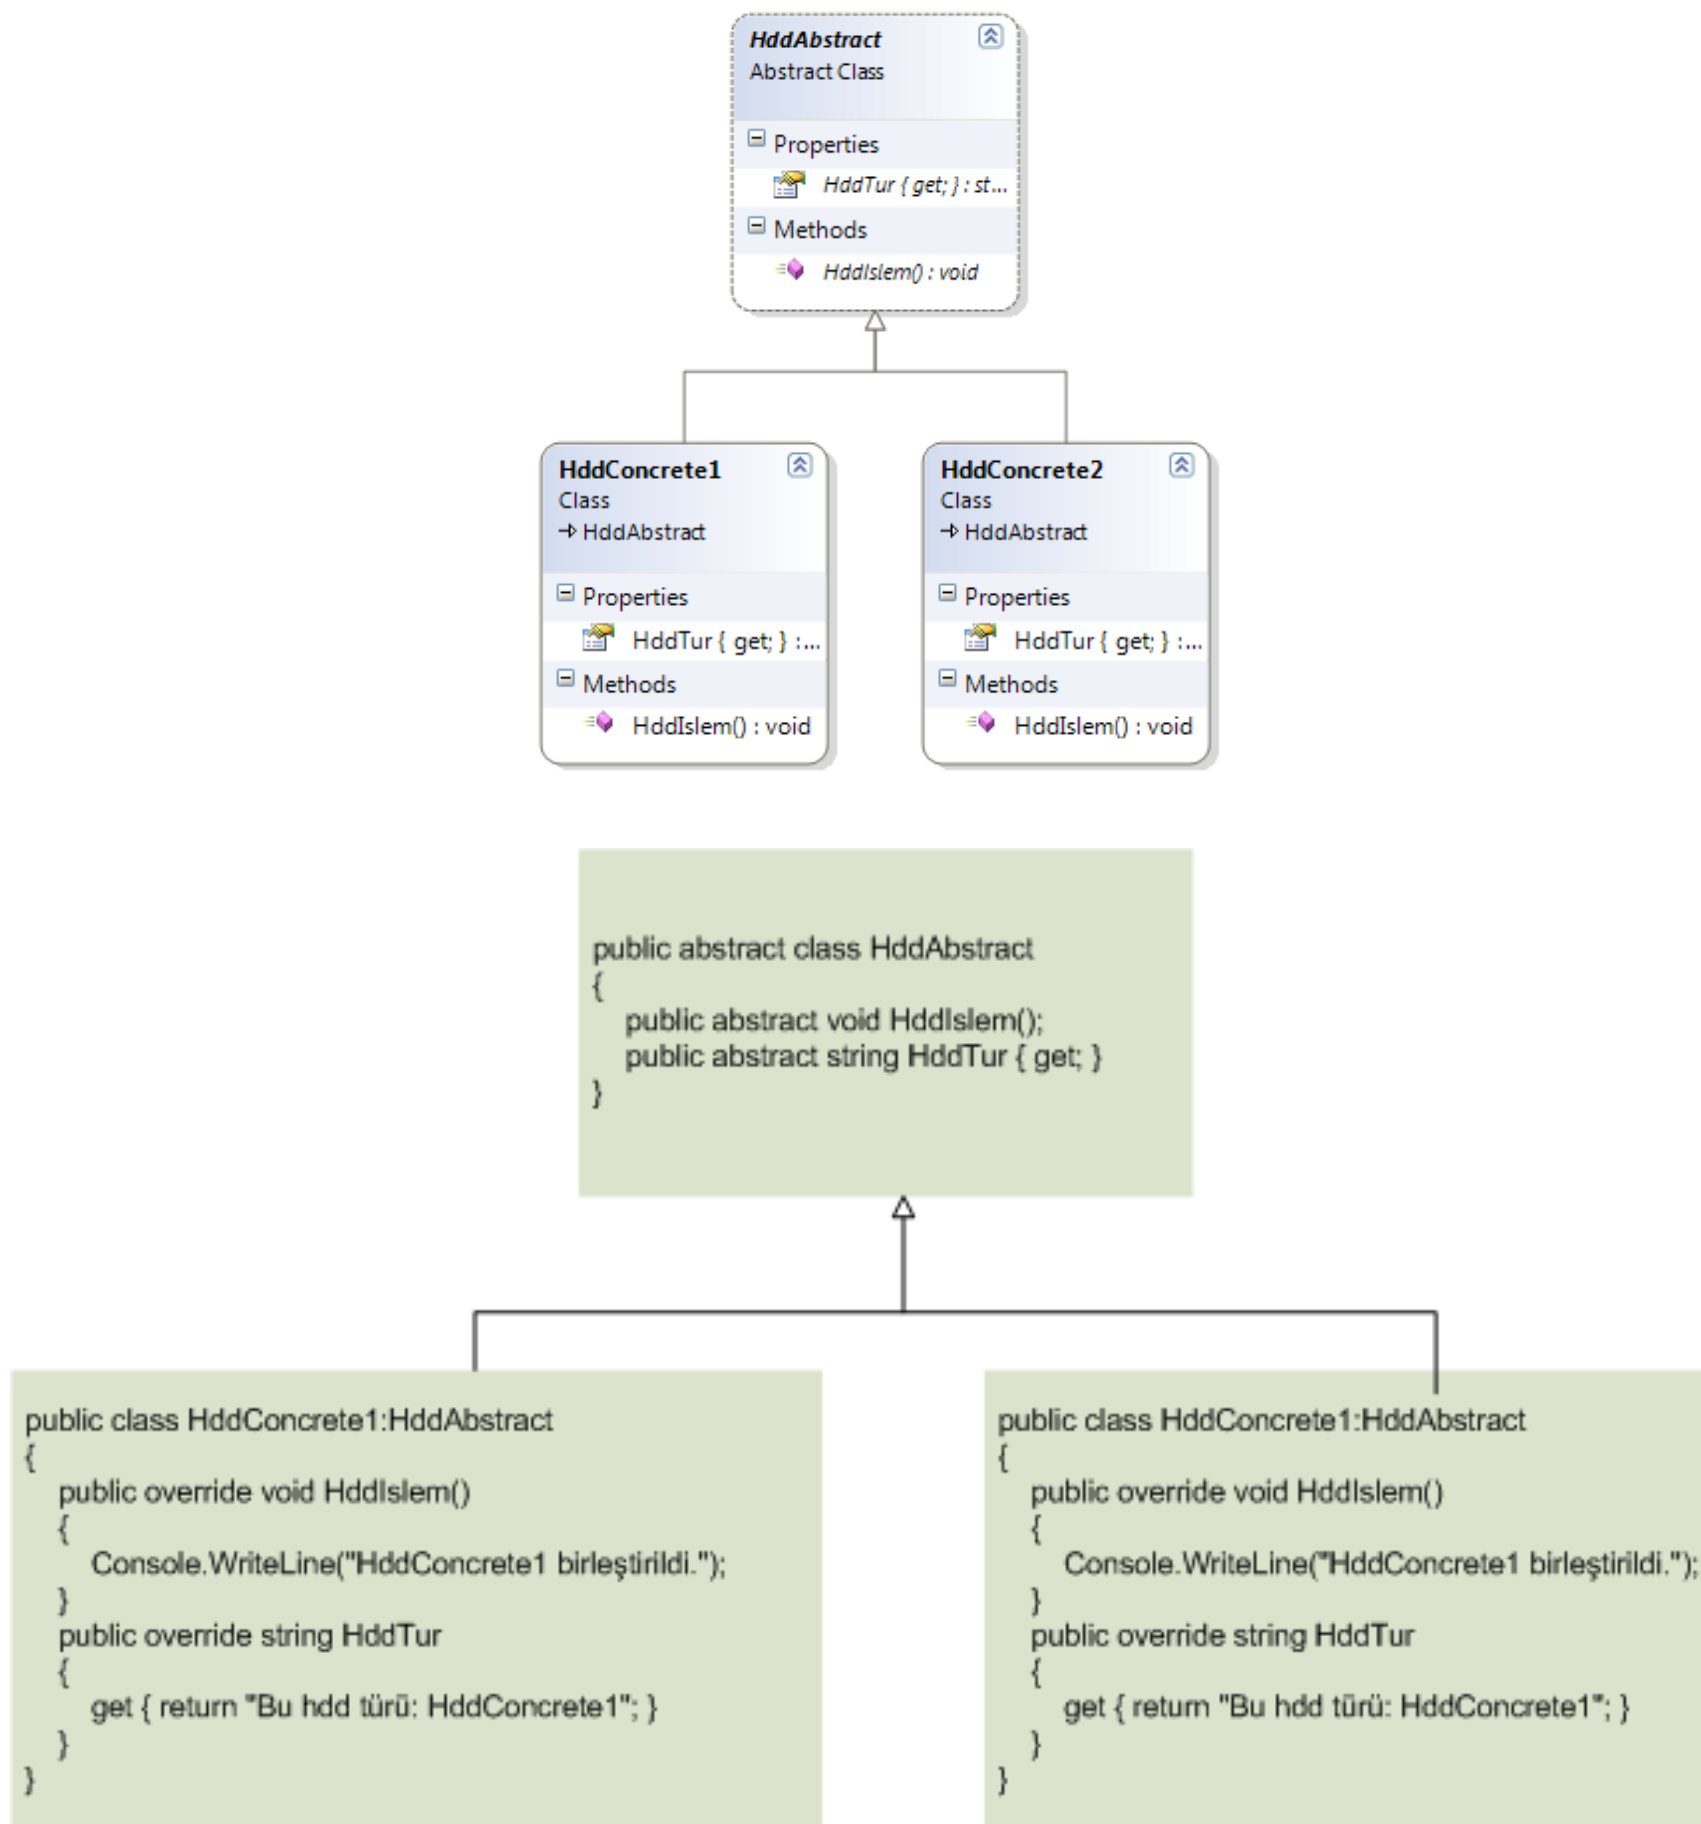 HddAbstract
Abstract Class
Properties
HddTur { get; } : st...
Methods
HddIslem() : void
HddConcrete1
Class
HddAbstract
Properties
HddTur { get; } :...
Methods
HddIslem() : void
HddConcrete2
Class
HddAbstract
Properties
HddTur { get; } :...
Methods
HddIslem() : void
public abstract class HddAbstract
{
public abstract void HddIslem();
public abstract string HddTur { get; }
}
public class HddConcrete1:HddAbstract
{
public override void HddIslem()
{
Console.WriteLine("HddConcrete1 birleştirildi.");
}
public override string HddTur
{
get { return "Bu hdd türü: HddConcrete1"; }
}
}
public class HddConcrete1:HddAbstract
{
public override void HddIslem()
{
Console.WriteLine("HddConcrete1 birleştirildi.");
}
public override string HddTur
{
get { return "Bu hdd türü: HddConcrete1"; }
}
}